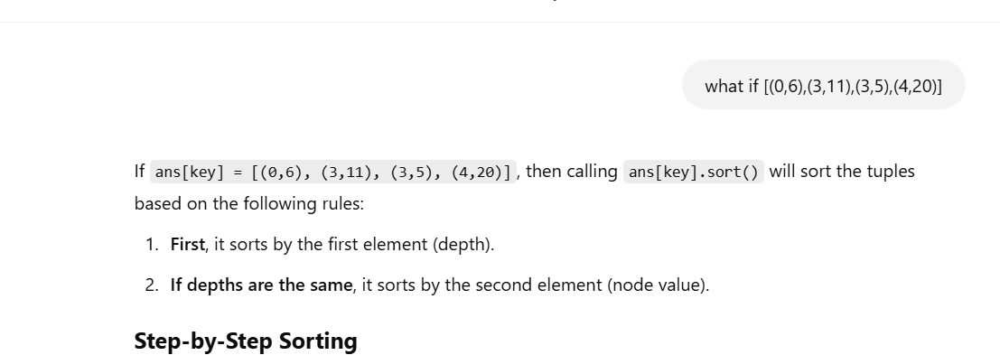 what if [(0,6),(3,11),(3,5),(4,20)]
If ans[key] = [(0,6), (3,11), (3,5), (4,20)], then calling ans[key].sort() will sort the tuples
based on the following rules:
1. First, it sorts by the first element (depth).
2. If depths are the same, it sorts by the second element (node value).
Step-by-Step Sorting